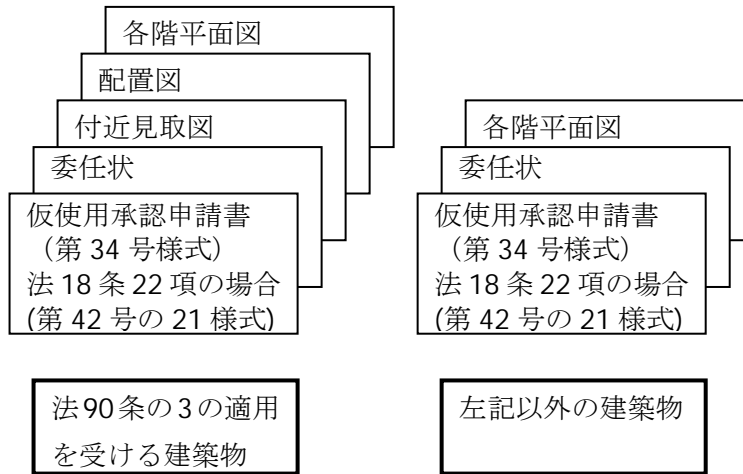 各階平面図
配置図
付近見取図
委任状
仮使用承認申請書
（第 34 号様式）
法 18 条 22 項の場合
(第 42 号の 21 様式)
法 90 条の 3 の適用
を受ける建築物
各階平面図
委任状
仮使用承認申請書
（第 34 号様式）
法 18 条 22 項の場合
(第 42 号の 21 様式)
左記以外の建築物